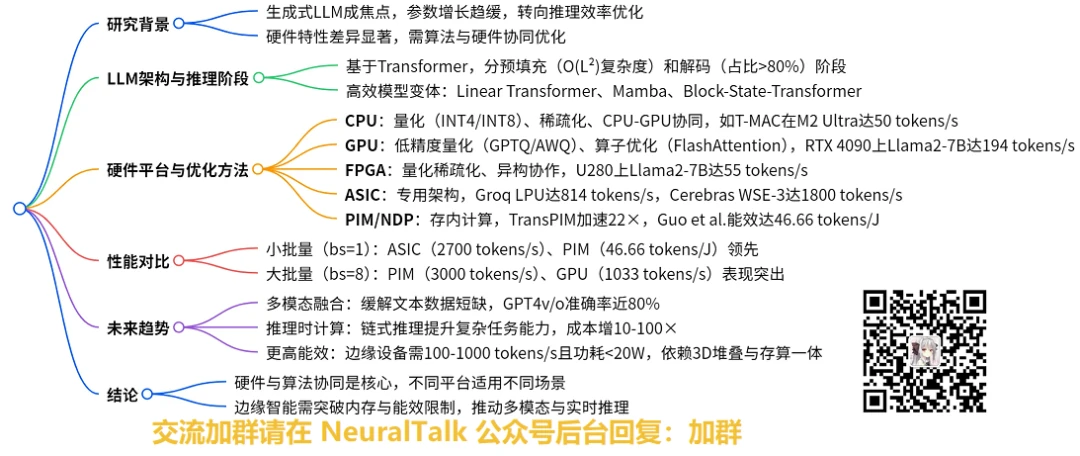 研究背景
生成式LLM成焦点，参数增长趋缓，转向推理效率优化
硬件特性差异显著，需算法与硬件协同优化
LLM架构与推理阶段
基于Transformer，分预填充（O(L²)复杂度）和解码（占比>80%）阶段
高效模型变体：Linear Transformer、Mamba、Block-State-Transformer
硬件平台与优化方法
CPU：量化（INT4/INT8）、稀疏化、CPU-GPU协同，如T-MAC在M2 Ultra达50 tokens/s
GPU：低精度量化（GPTQ/AWQ）、算子优化（FlashAttention），RTX 4090上Llama2-7B达194 tokens/s
FPGA：量化稀疏化、异构协作，U280上Llama2-7B达55 tokens/s
ASIC：专用架构，Groq LPU达814 tokens/s，Cerebras WSE-3达1800 tokens/s
PIM/NDP：存内计算，TransPIM加速22×，Guo et al.能效达46.66 tokens/J
性能对比
小批量（bs=1）：ASIC（2700 tokens/s）、PIM（46.66 tokens/J）领先
大批量（bs=8）：PIM（3000 tokens/s）、GPU（1033 tokens/s）表现突出
未来趋势
多模态融合：缓解文本数据短缺，GPT4v/o准确率近80%
推理时计算：链式推理提升复杂任务能力，成本增10-100×
更高能效：边缘设备需100-1000 tokens/s且功耗<20W，依赖3D堆叠与存算一体
结论
硬件与算法协同是核心，不同平台适用不同场景
边缘智能需突破内存与能效限制，推动多模态与实时推理
交流加群请在 NeuralTalk 公众号后台回复：加群